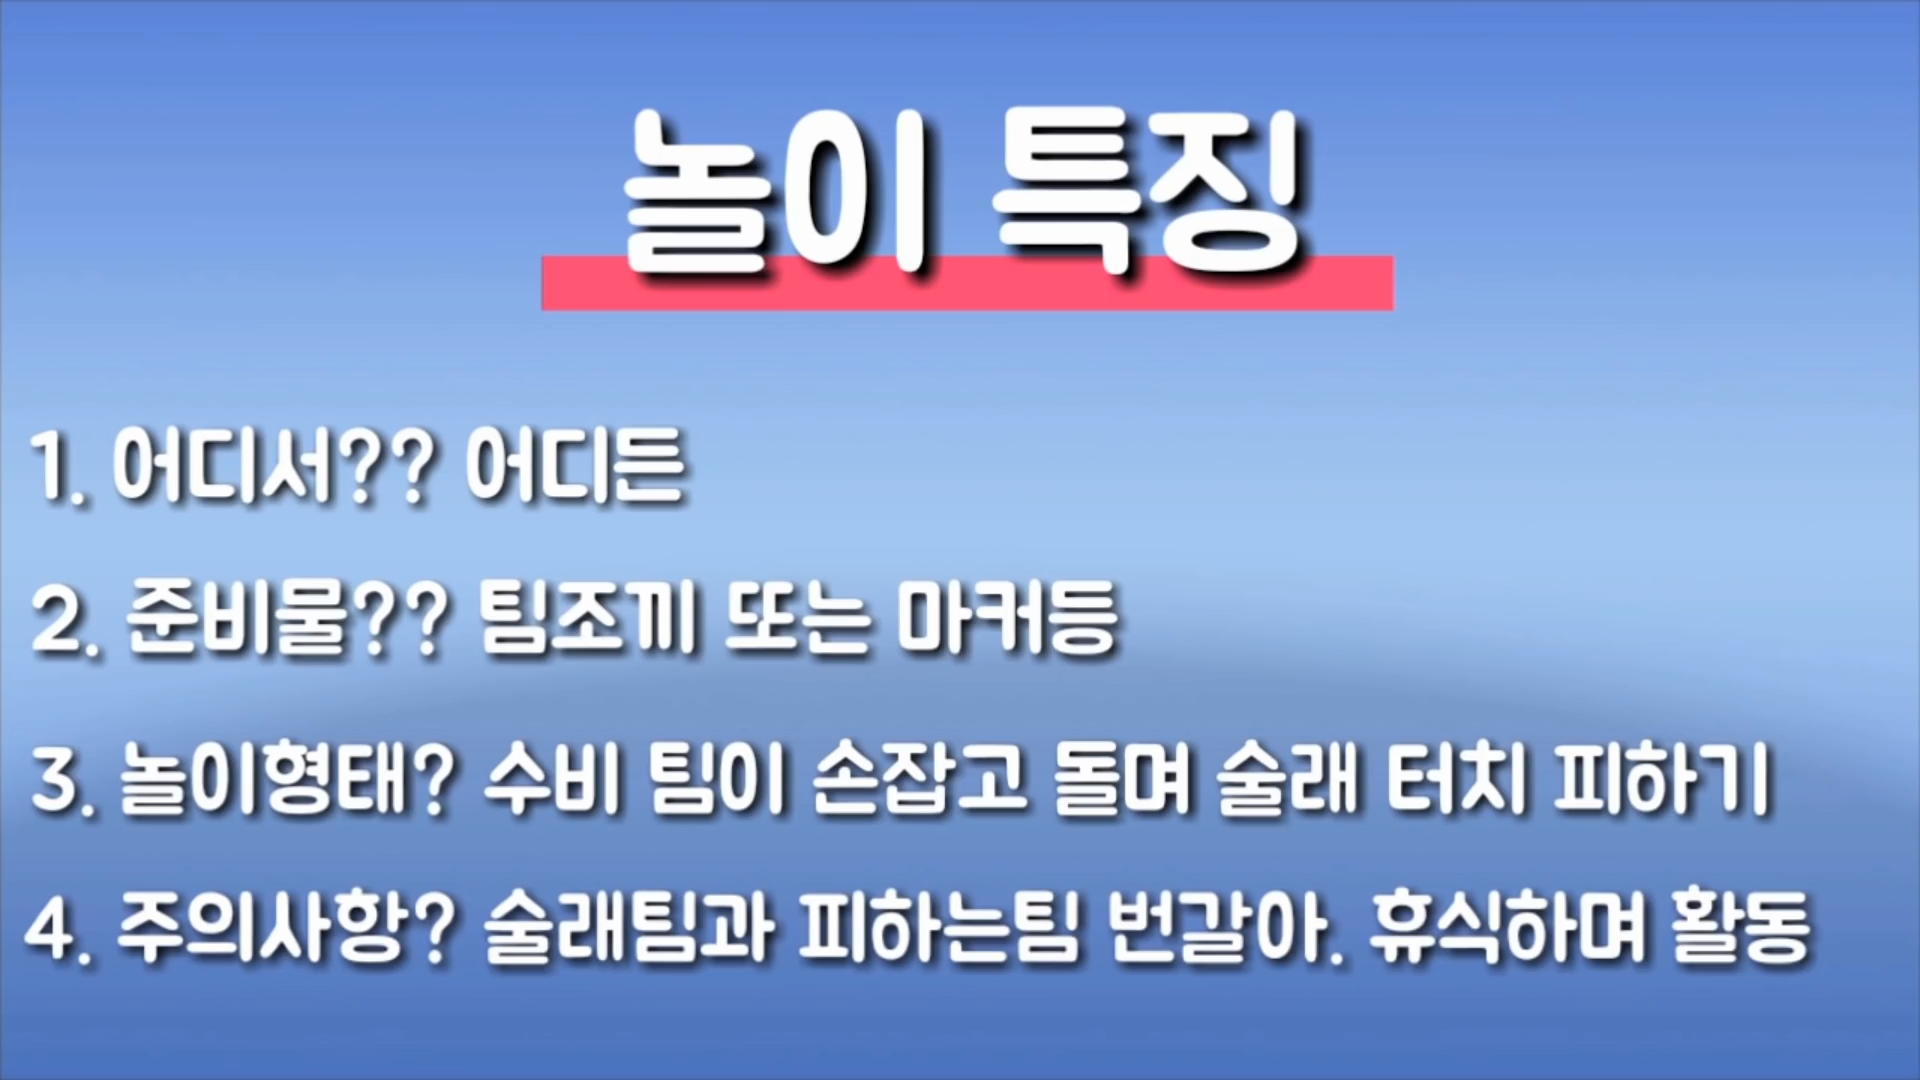 놀이 특징
1. 어디서?? 어디든
2. 준비물?? 팀조끼 또는 마커등
3. 놀이형태? 수비 팀이 손잡고 돌며 술래 터치 피하기
4. 주의사항? 술래팀과 피하는팀 번갈아. 휴식하며 활동